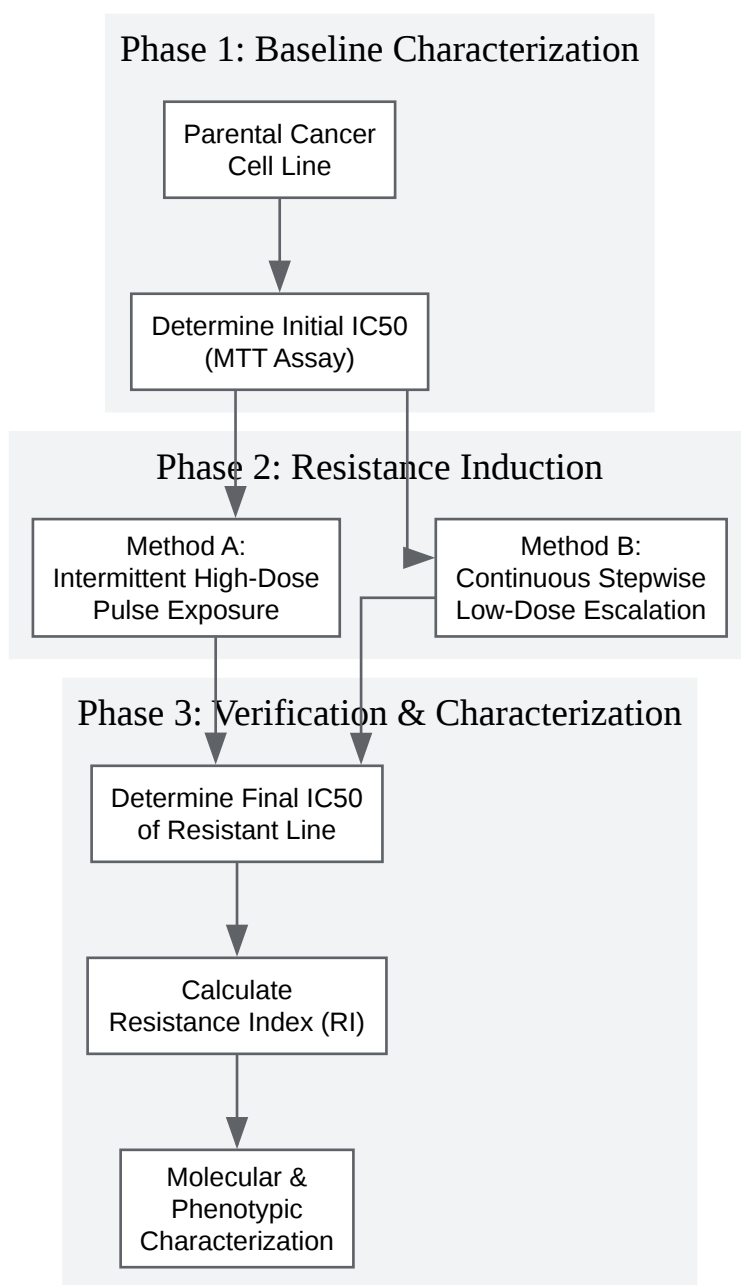 Phase 1: Baseline Characterization
Parental Cancer
Cell Line
Determine Initial IC50
(MTT Assay)
Phase 2: Resistance Induction
Method A:
Intermittent High-Dose
Pulse Exposure
Method B:
Continuous Stepwise
Low-Dose Escalation
Phase 3: Verification & Characterization
Determine Final IC50
of Resistant Line
Calculate
Resistance Index (RI)
Molecular &
Phenotypic
Characterization